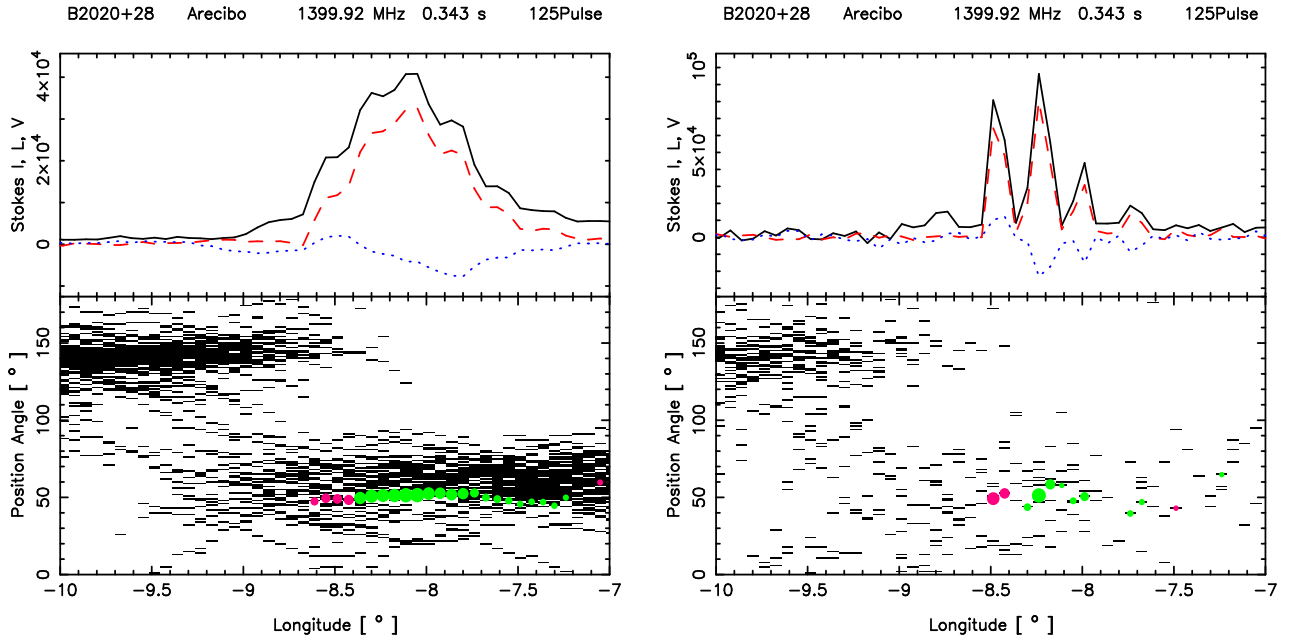 B2020+28 Arecibo 1399.92 MHz 0.343 s 125Pulse
Stokes I, L, V
4×10⁴
2×10⁴
0
Position Angle [ ° ]
150
100
50
0
-10 -9.5 -9 -8.5 -8 -7.5 -7
Longitude [ ° ]
B2020+28 Arecibo 1399.92 MHz 0.343 s 125Pulse
Stokes I, L, V
10⁵
5×10⁴
0
Position Angle [ ° ]
150
100
50
0
-10 -9.5 -9 -8.5 -8 -7.5 -7
Longitude [ ° ]